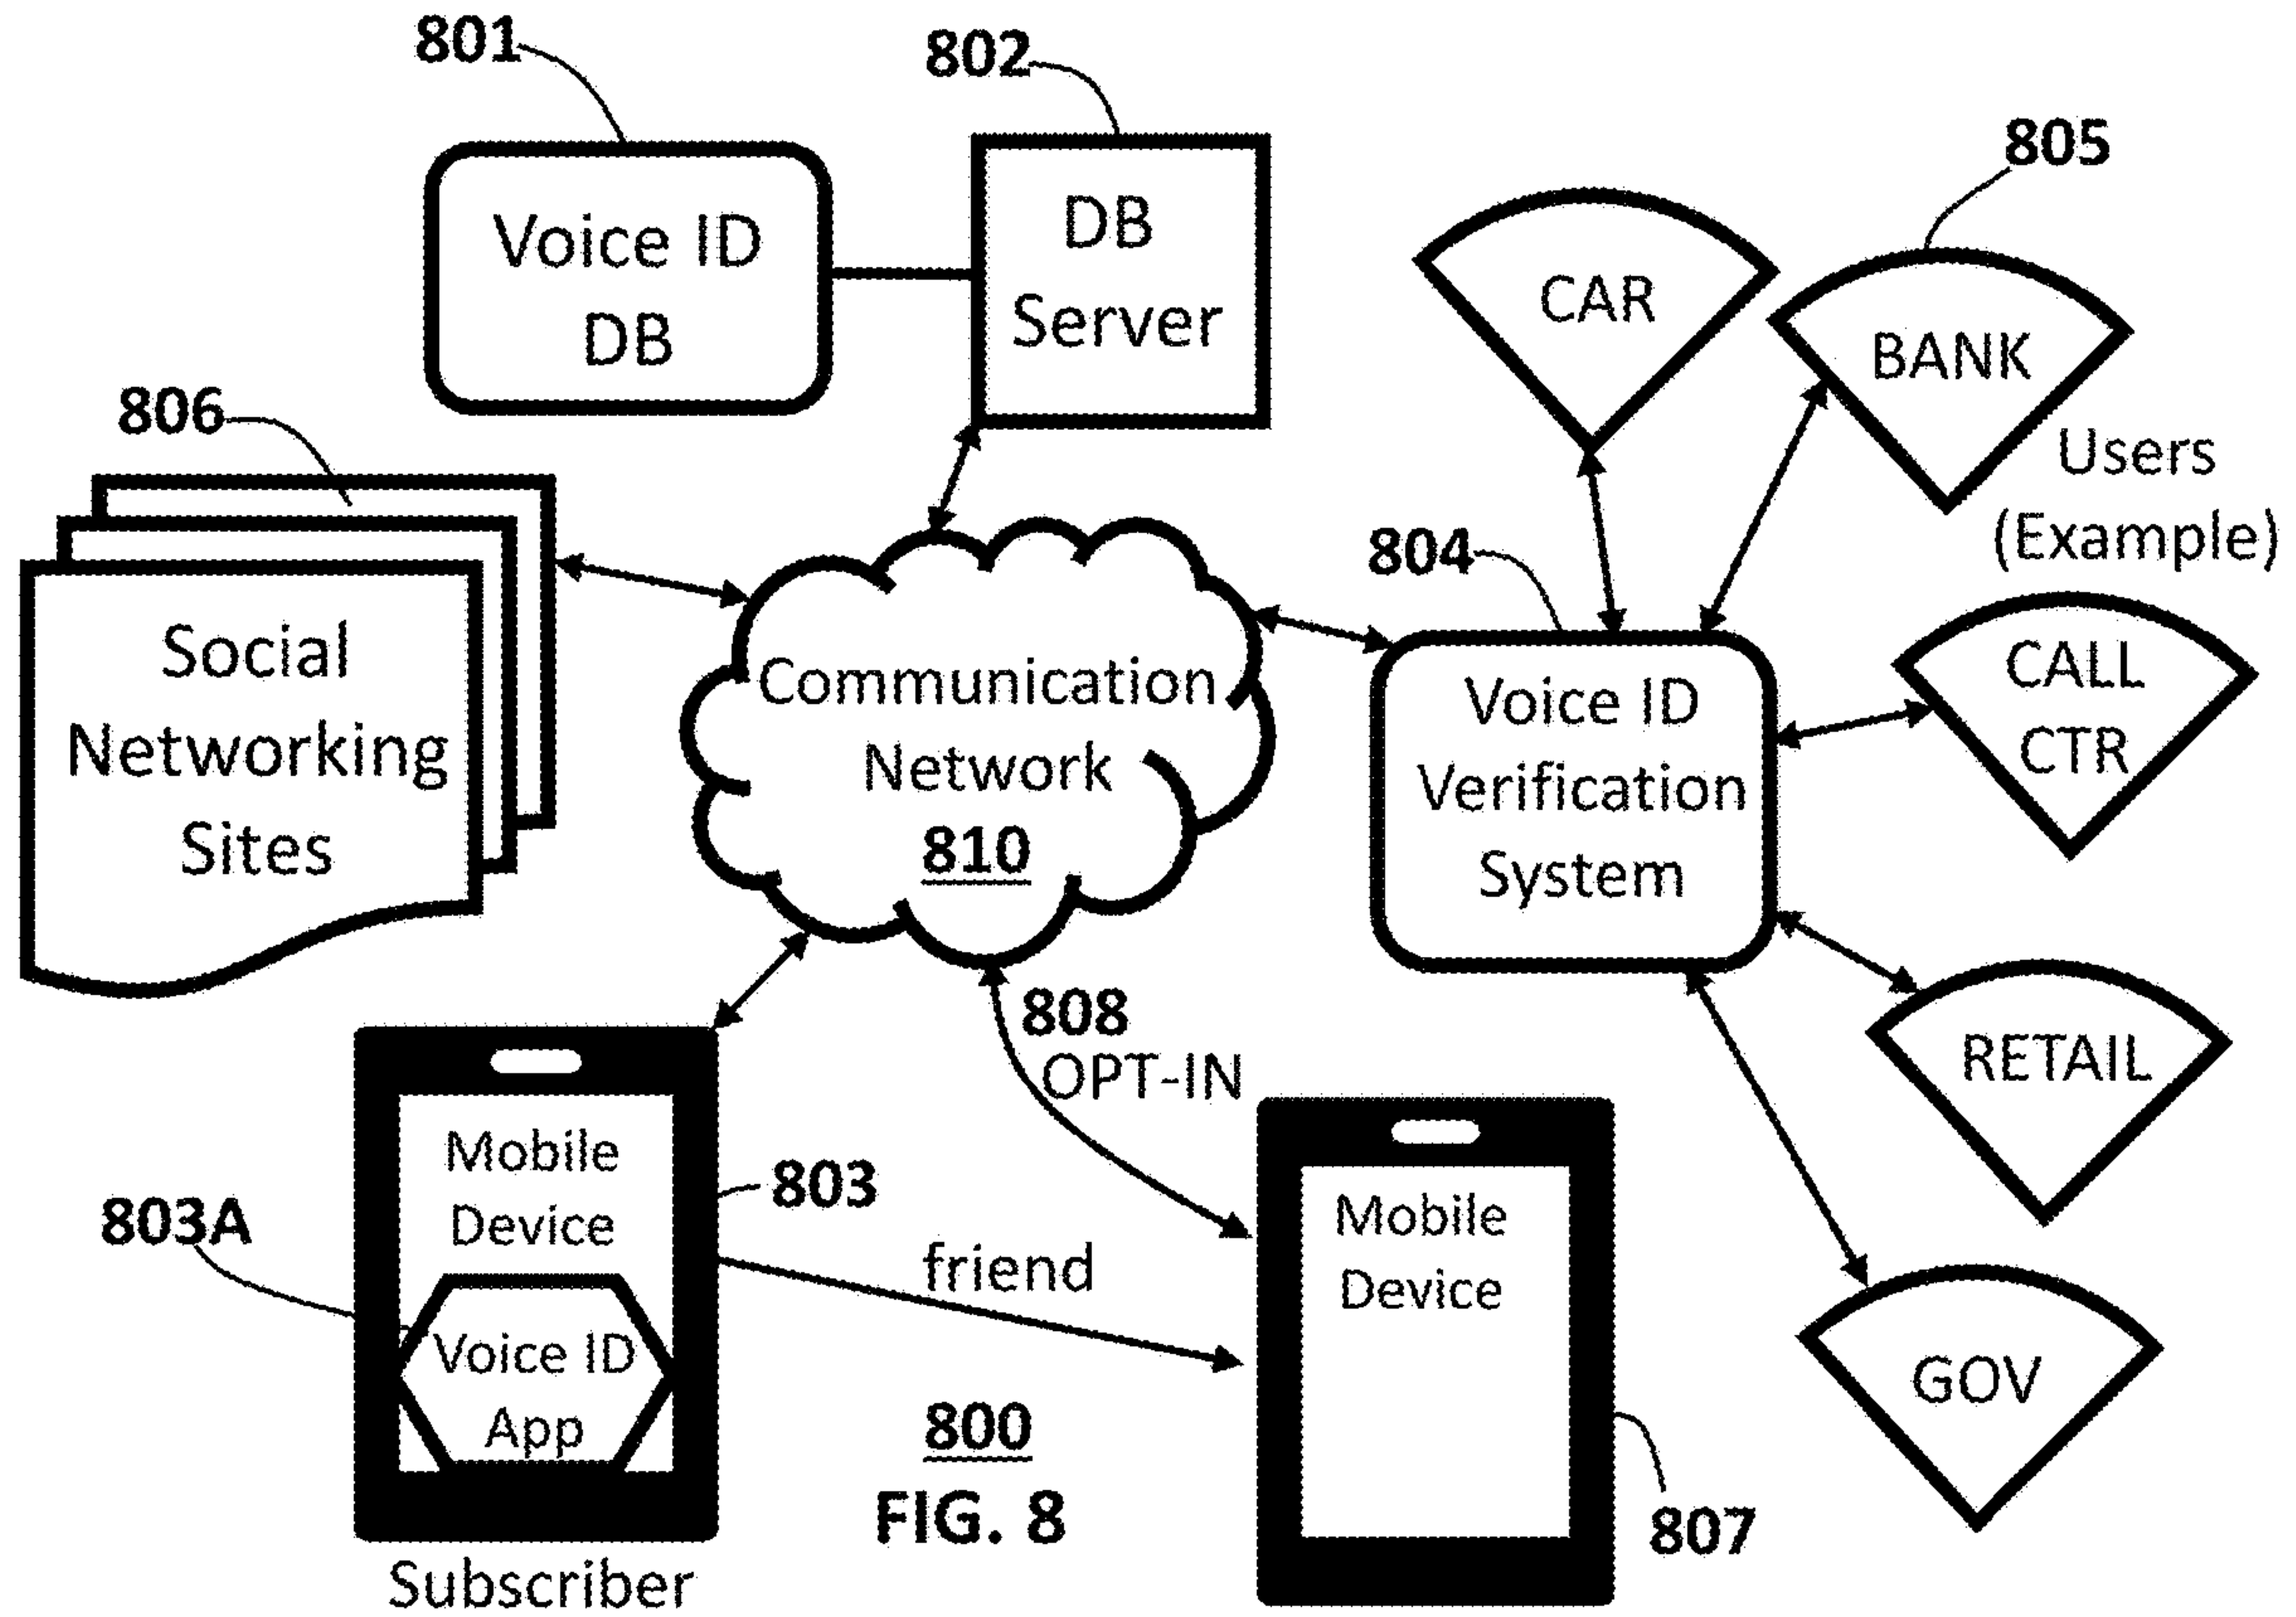 801
802
805
Voice ID
DB
DB
Server
CAR
BANK
806
Users
(Example)
804
Social
Networking
Sites
Communication
Network
810
Voice ID
Verification
System
CALL
CTR
808
OPT-IN
RETAIL
Mobile
Device
803
803A
friend
Mobile
Device
Voice ID
App
GOV
800
FIG. 8
807
Subscriber